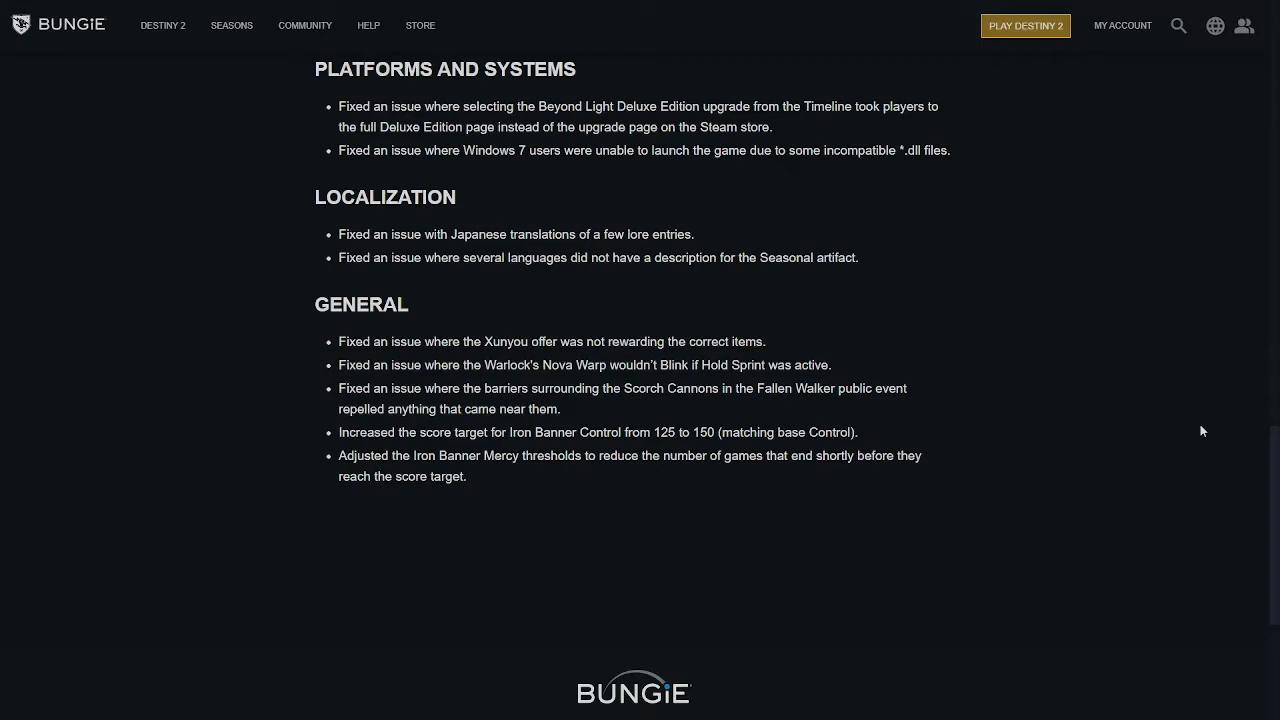 BUNGiE DESTINY 2 SEASONS COMMUNITY HELP STORE PLAY DESTINY 2 MY ACCOUNT
PLATFORMS AND SYSTEMS
• Fixed an issue where selecting the Beyond Light Deluxe Edition upgrade from the Timeline took players to
the full Deluxe Edition page instead of the upgrade page on the Steam store.
• Fixed an issue where Windows 7 users were unable to launch the game due to some incompatible *.dll files.
LOCALIZATION
• Fixed an issue with Japanese translations of a few lore entries.
• Fixed an issue where several languages did not have a description for the Seasonal artifact.
GENERAL
• Fixed an issue where the Xunyou offer was not rewarding the correct items.
• Fixed an issue where the Warlock's Nova Warp wouldn’t Blink if Hold Sprint was active.
• Fixed an issue where the barriers surrounding the Scorch Cannons in the Fallen Walker public event
repelled anything that came near them.
• Increased the score target for Iron Banner Control from 125 to 150 (matching base Control).
• Adjusted the Iron Banner Mercy thresholds to reduce the number of games that end shortly before they
reach the score target.
BUNGiE